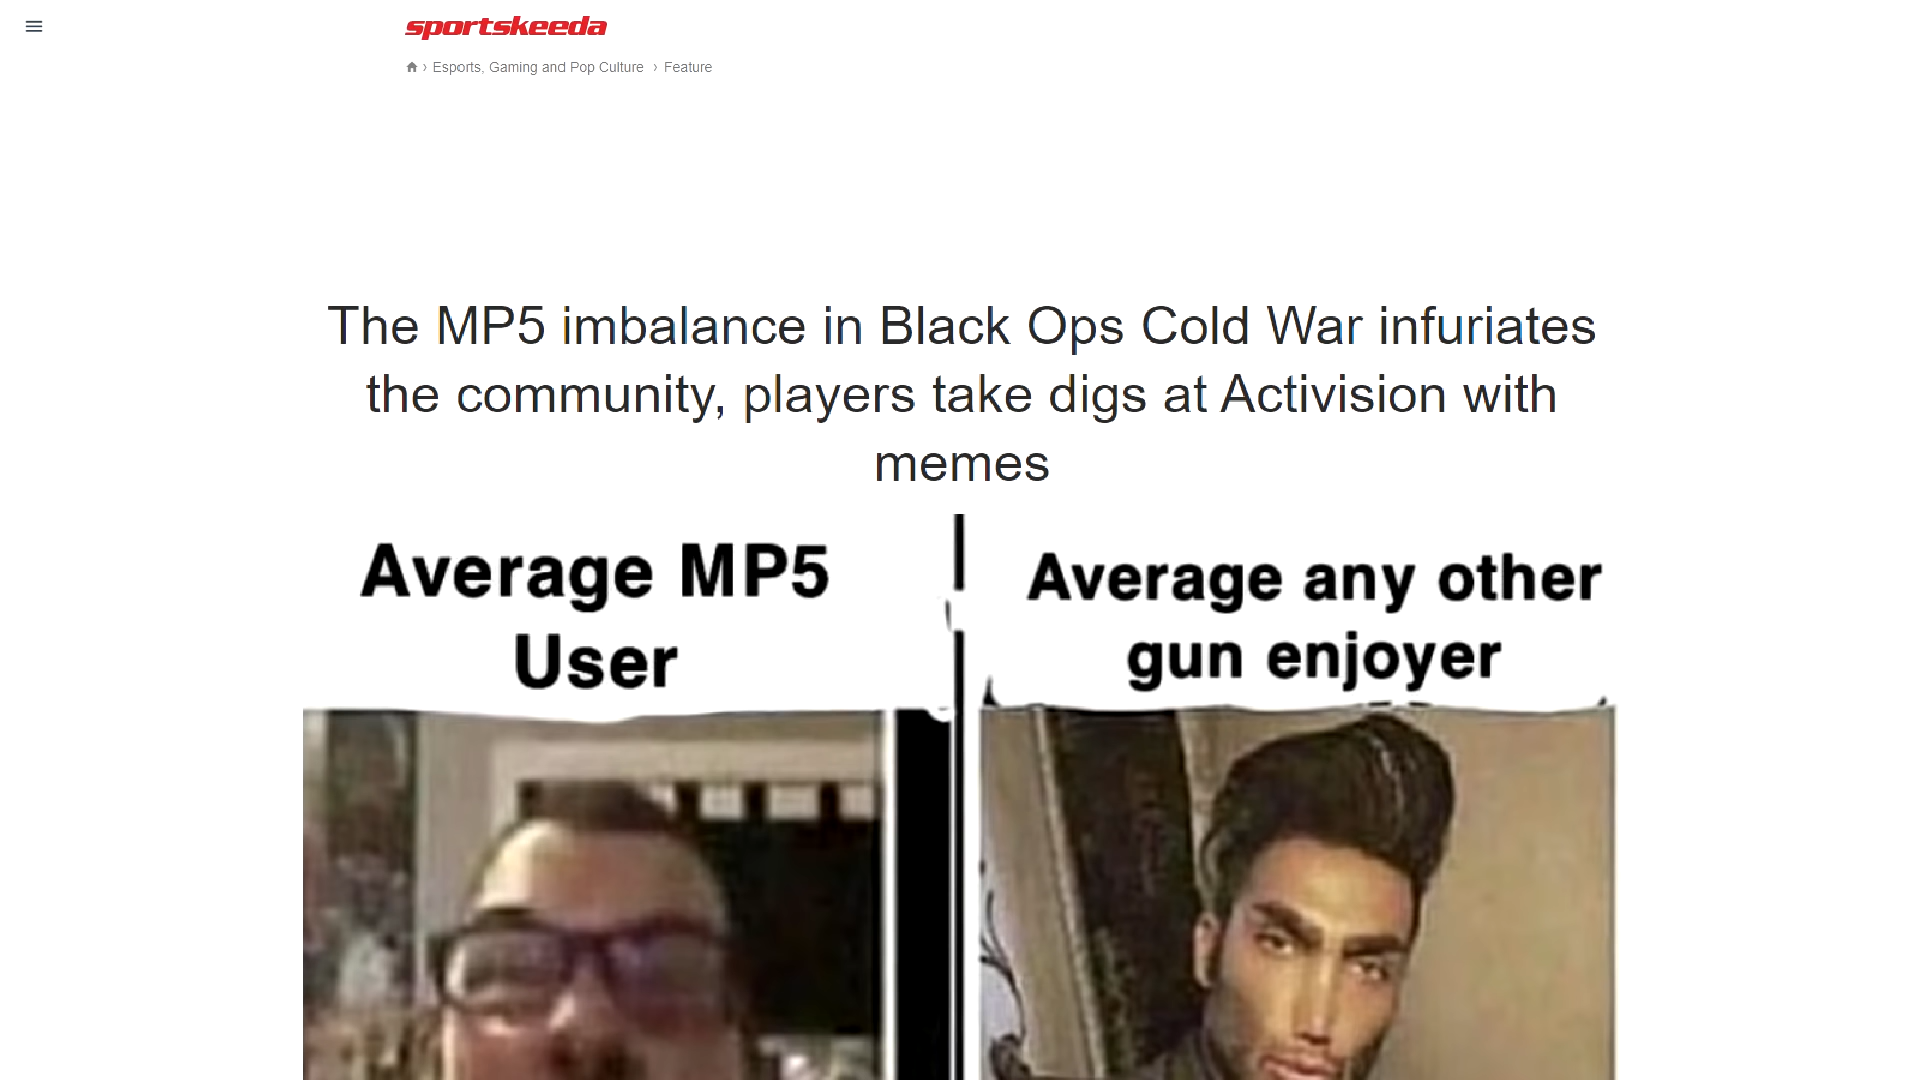 sportskeeda
Esports, Gaming and Pop Culture › Feature
The MP5 imbalance in Black Ops Cold War infuriates
the community, players take digs at Activision with
memes
Average MP5
User
Average any other
gun enjoyer